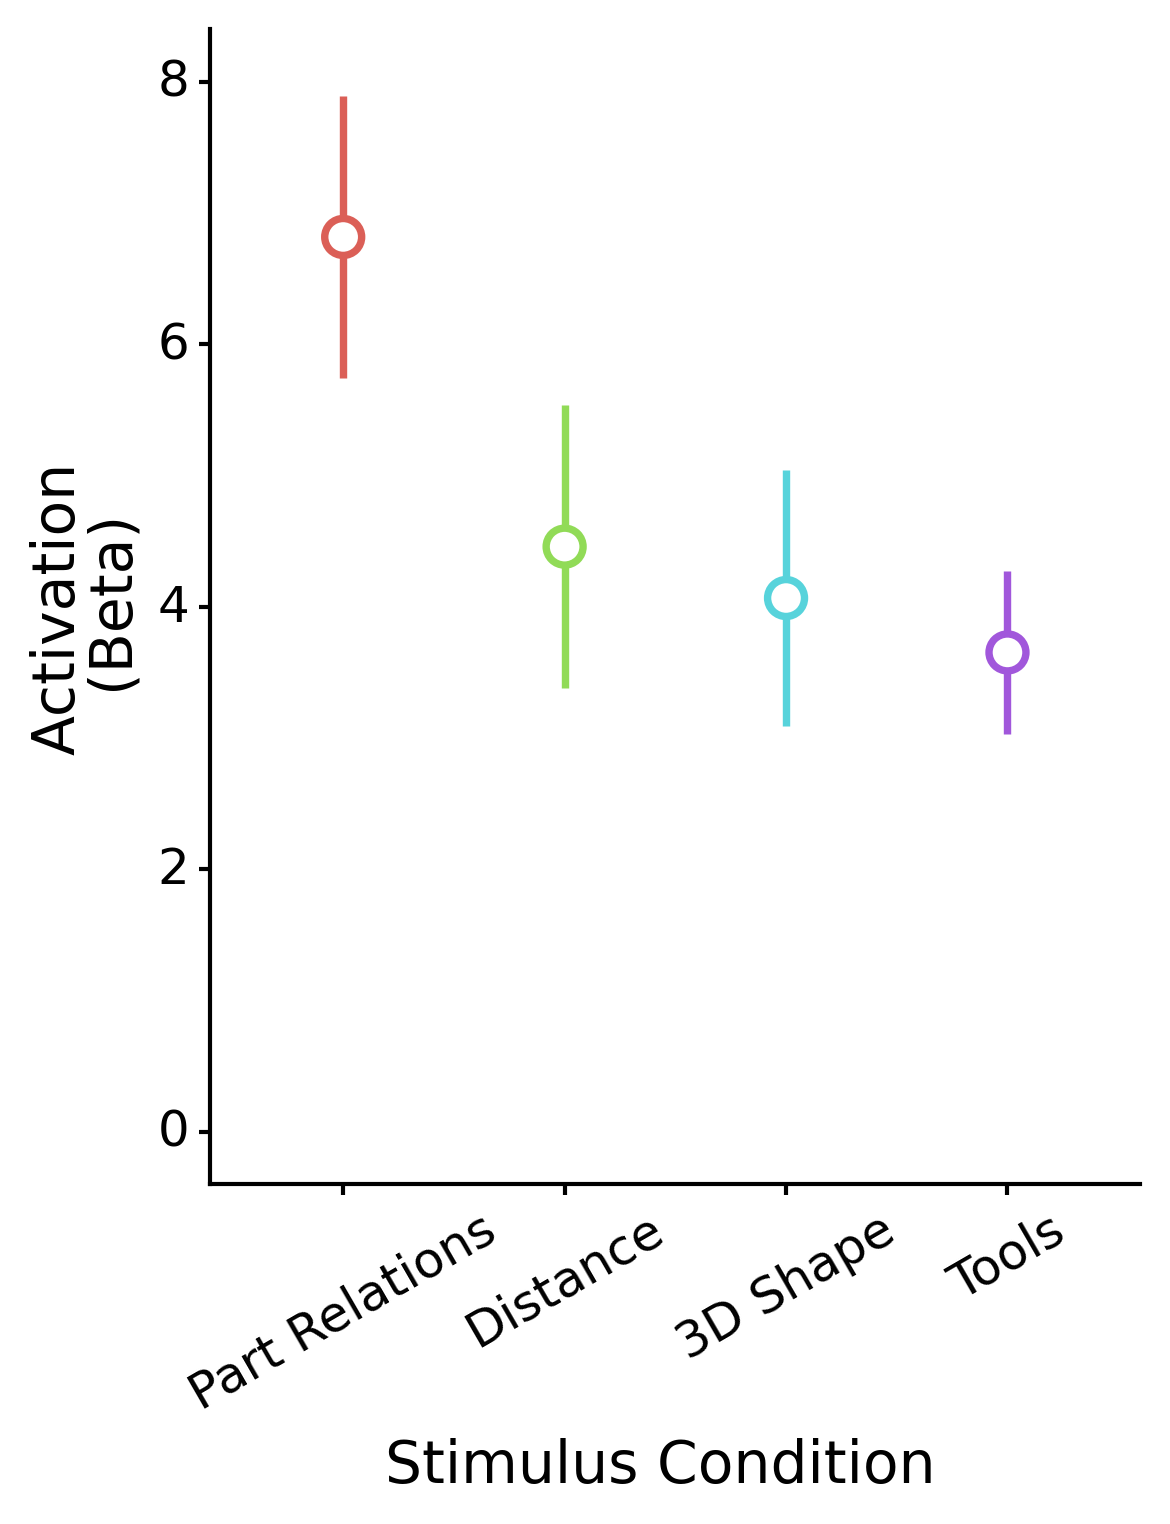 8
6
4
2
0
Activation
(Beta)
Part Relations
Distance
3D Shape
Tools
Stimulus Condition